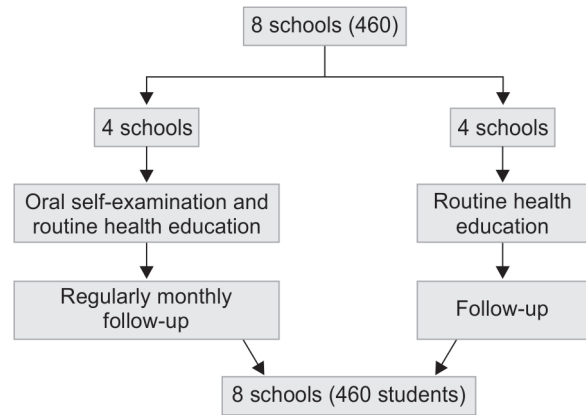 8 schools (460)
4 schools
4 schools
Oral self-examination and
routine health education
Routine health
education
Regularly monthly
follow-up
Follow-up
8 schools (460 students)